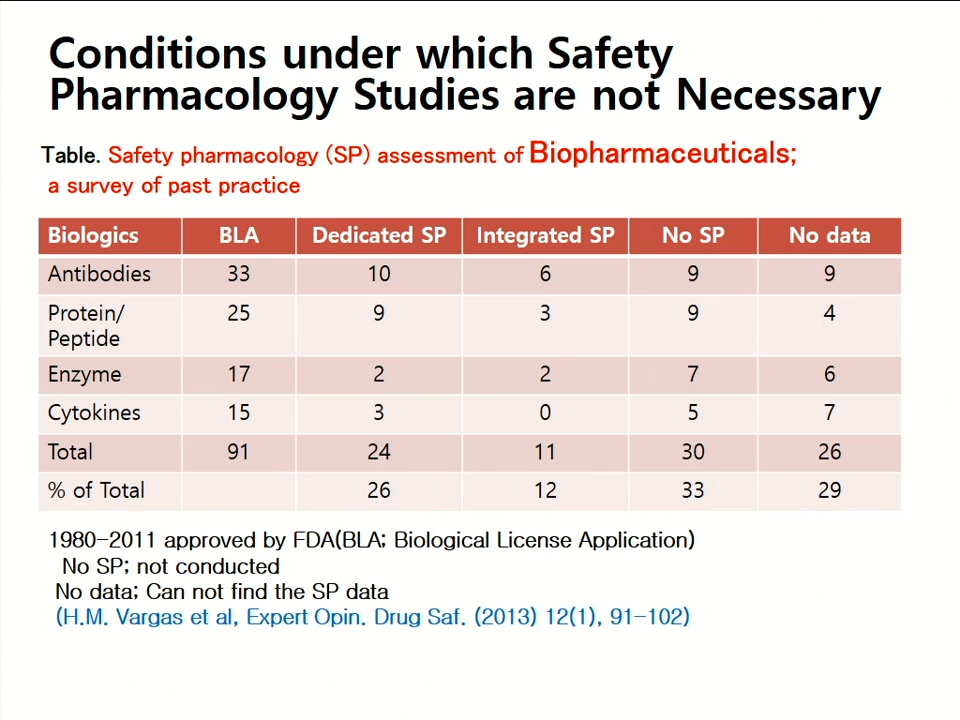 Conditions under which Safety
Pharmacology Studies are not Necessary
Table. Safety pharmacology (SP) assessment of Biopharmaceuticals;
a survey of past practice
Biologics BLA Dedicated SP Integrated SP No SP No data
Antibodies 33 10 6 9 9
Protein/
Peptide 25 9 3 9 4
Enzyme 17 2 2 7 6
Cytokines 15 3 0 5 7
Total 91 24 11 30 26
% of Total 26 12 33 29
1980-2011 approved by FDA(BLA; Biological License Application)
No SP; not conducted
No data; Can not find the SP data
(H.M. Vargas et al, Expert Opin. Drug Saf. (2013) 12(1), 91-102)